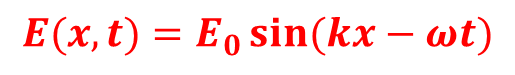 E(x, t) = E₀ sin(kx − ωt)